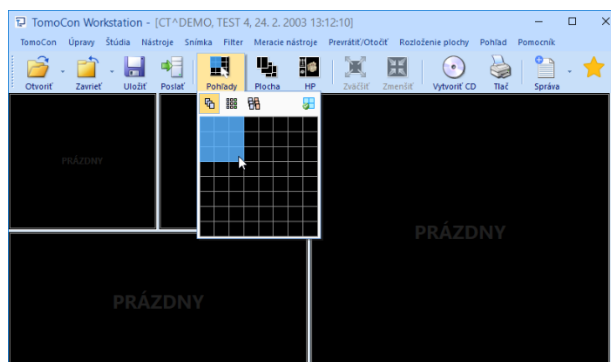 TomoCon Workstation - [CT^DEMO, TEST 4, 24. 2. 2003 13:12:10]
TomoCon Úpravy Štúdia Nástroje Snímka Filter Meracie nástroje Prevrátiť/Otočiť Rozloženie plochy Pohľad Pomocník
Otvoriť Zavrieť Uložiť Poslať Pohľady Plocha HP Zväčšiť Zmenšiť Vytvoriť CD Tlač Správa
PRÁZDNY
PRÁZDNY
PRÁZDNY